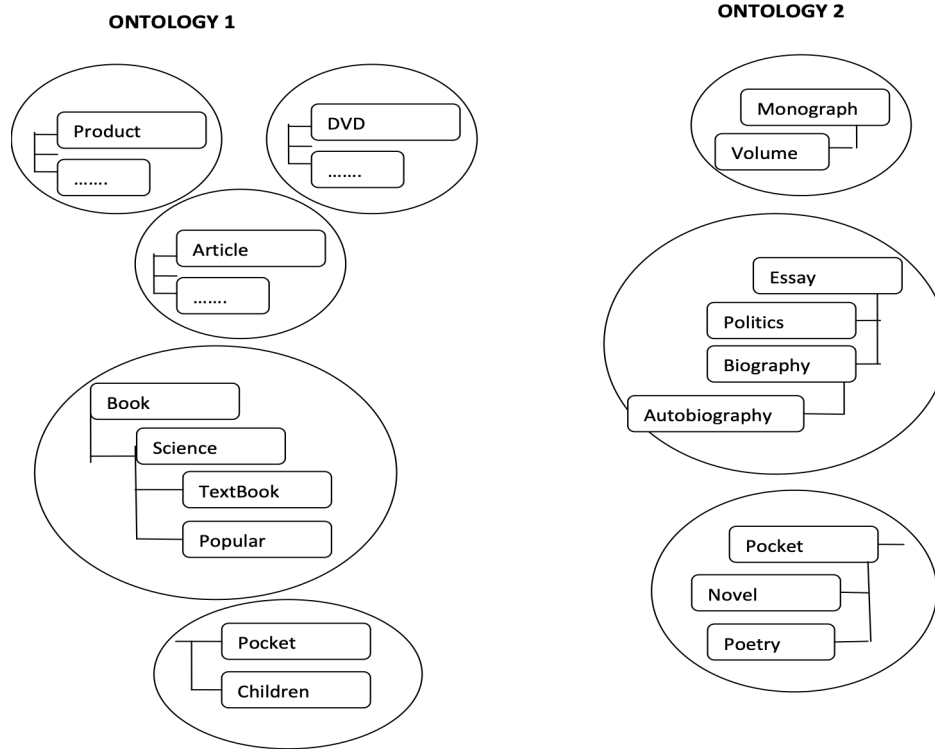 ONTOLOGY 1
Product
.......
DVD
.......
Article
.......
Book
Science
TextBook
Popular
Pocket
Children
ONTOLOGY 2
Monograph
Volume
Essay
Politics
Biography
Autobiography
Pocket
Novel
Poetry